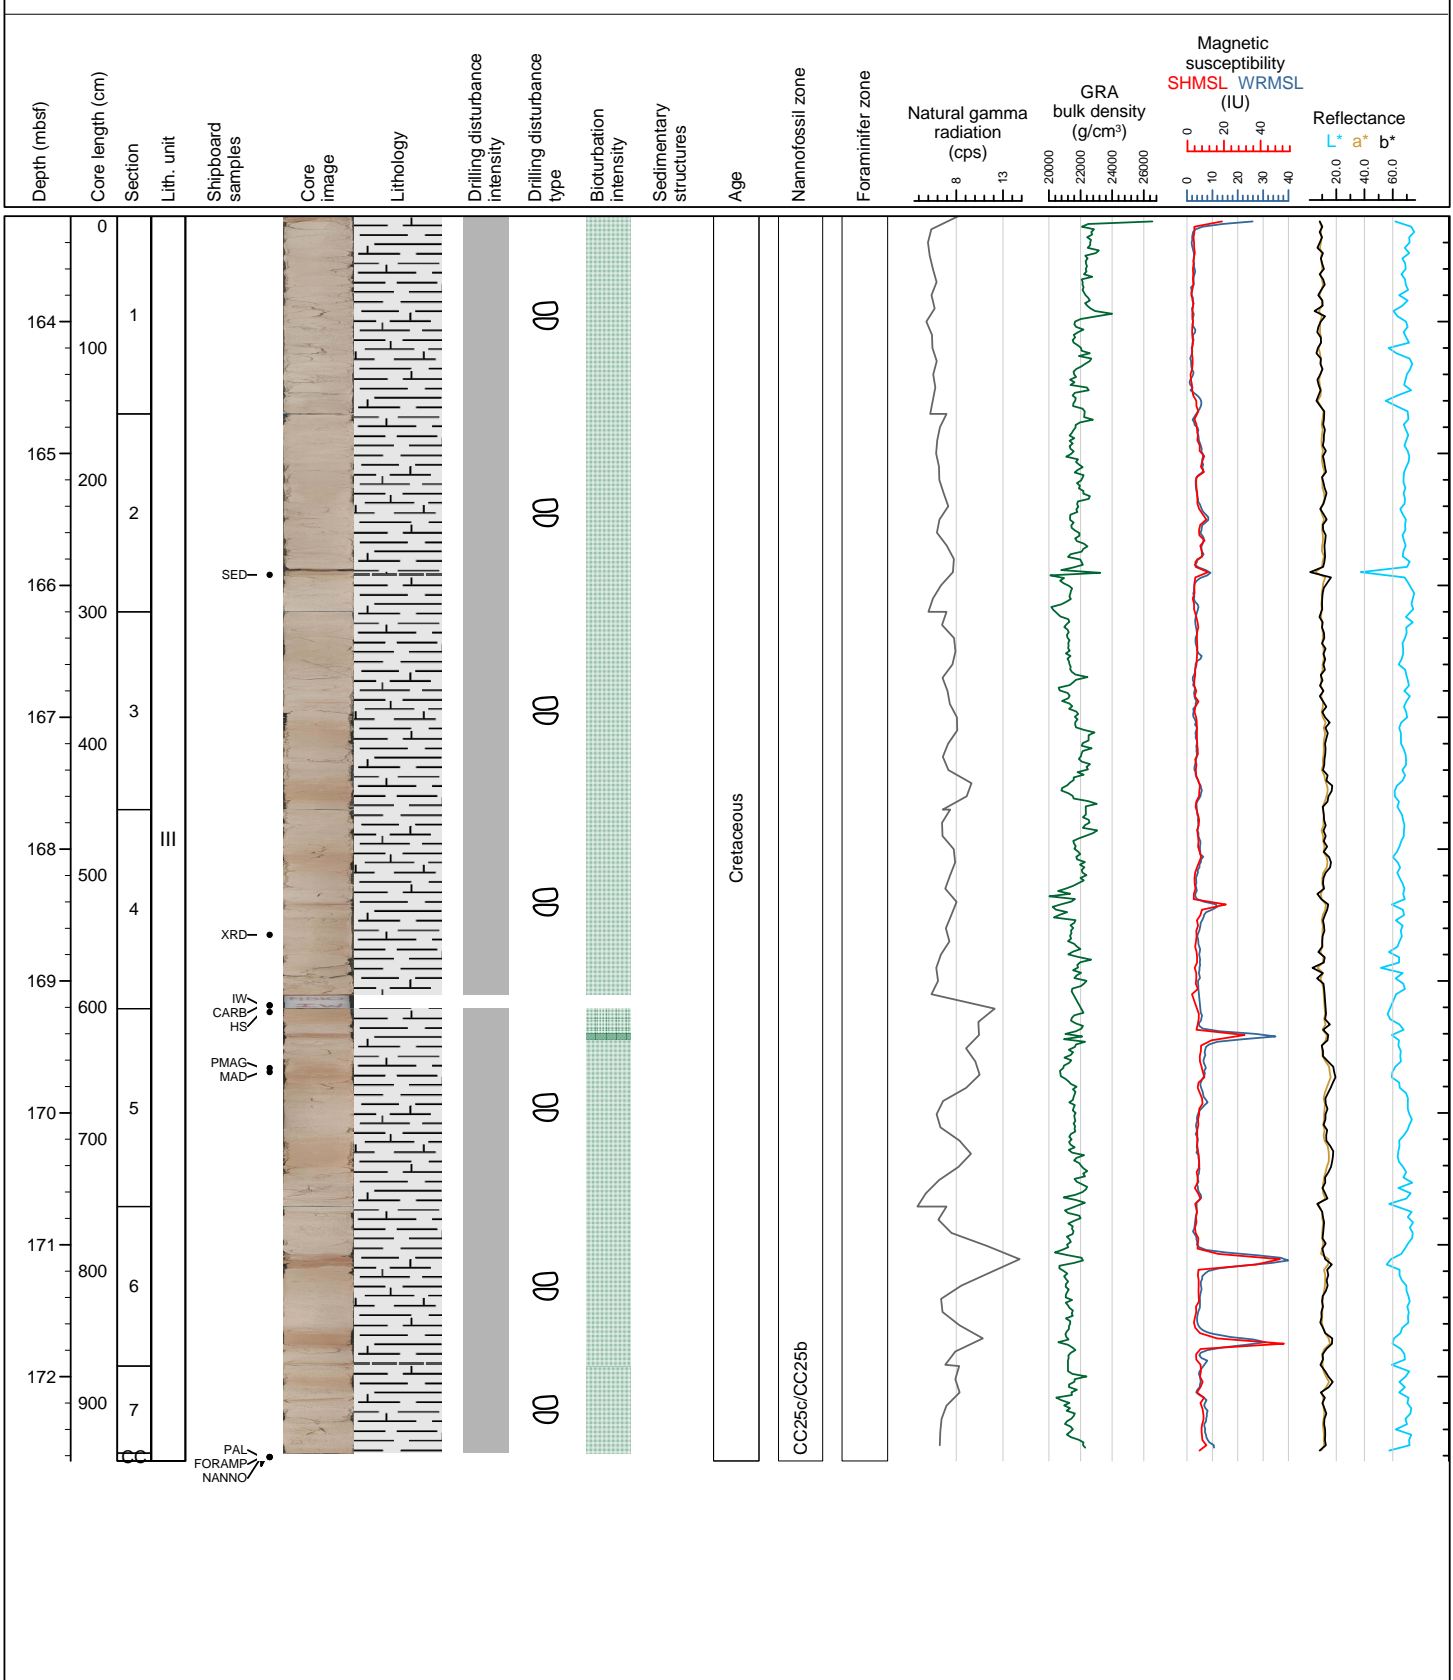 Depth (mbsf)
Core length (cm)
Section
Lith. unit
Shipboard
samples
Core
image
Lithology
Drilling disturbance
intensity
Drilling disturbance
type
Bioturbation
intensity
Sedimentary
structures
Age
Nannofossil zone
Foraminifer zone
Natural gamma
radiation
(cps)
8 13
GRA
bulk density
(g/cm³)
20000 22000 24000 26000
Magnetic
susceptibility
SHMSL WRMSL
(IU)
0 20 40
0 10 20 30 40
Reflectance
L* a* b*
20.0 40.0 60.0
164
165
166
167
168
169
170
171
172
0
100
200
300
400
500
600
700
800
900
1
2
3
4
5
6
7
CC
III
SED
XRD
IW
CARB
HS
PMAG
MAD
PAL
FORAMP
NANNO
Cretaceous
CC25c/CC25b